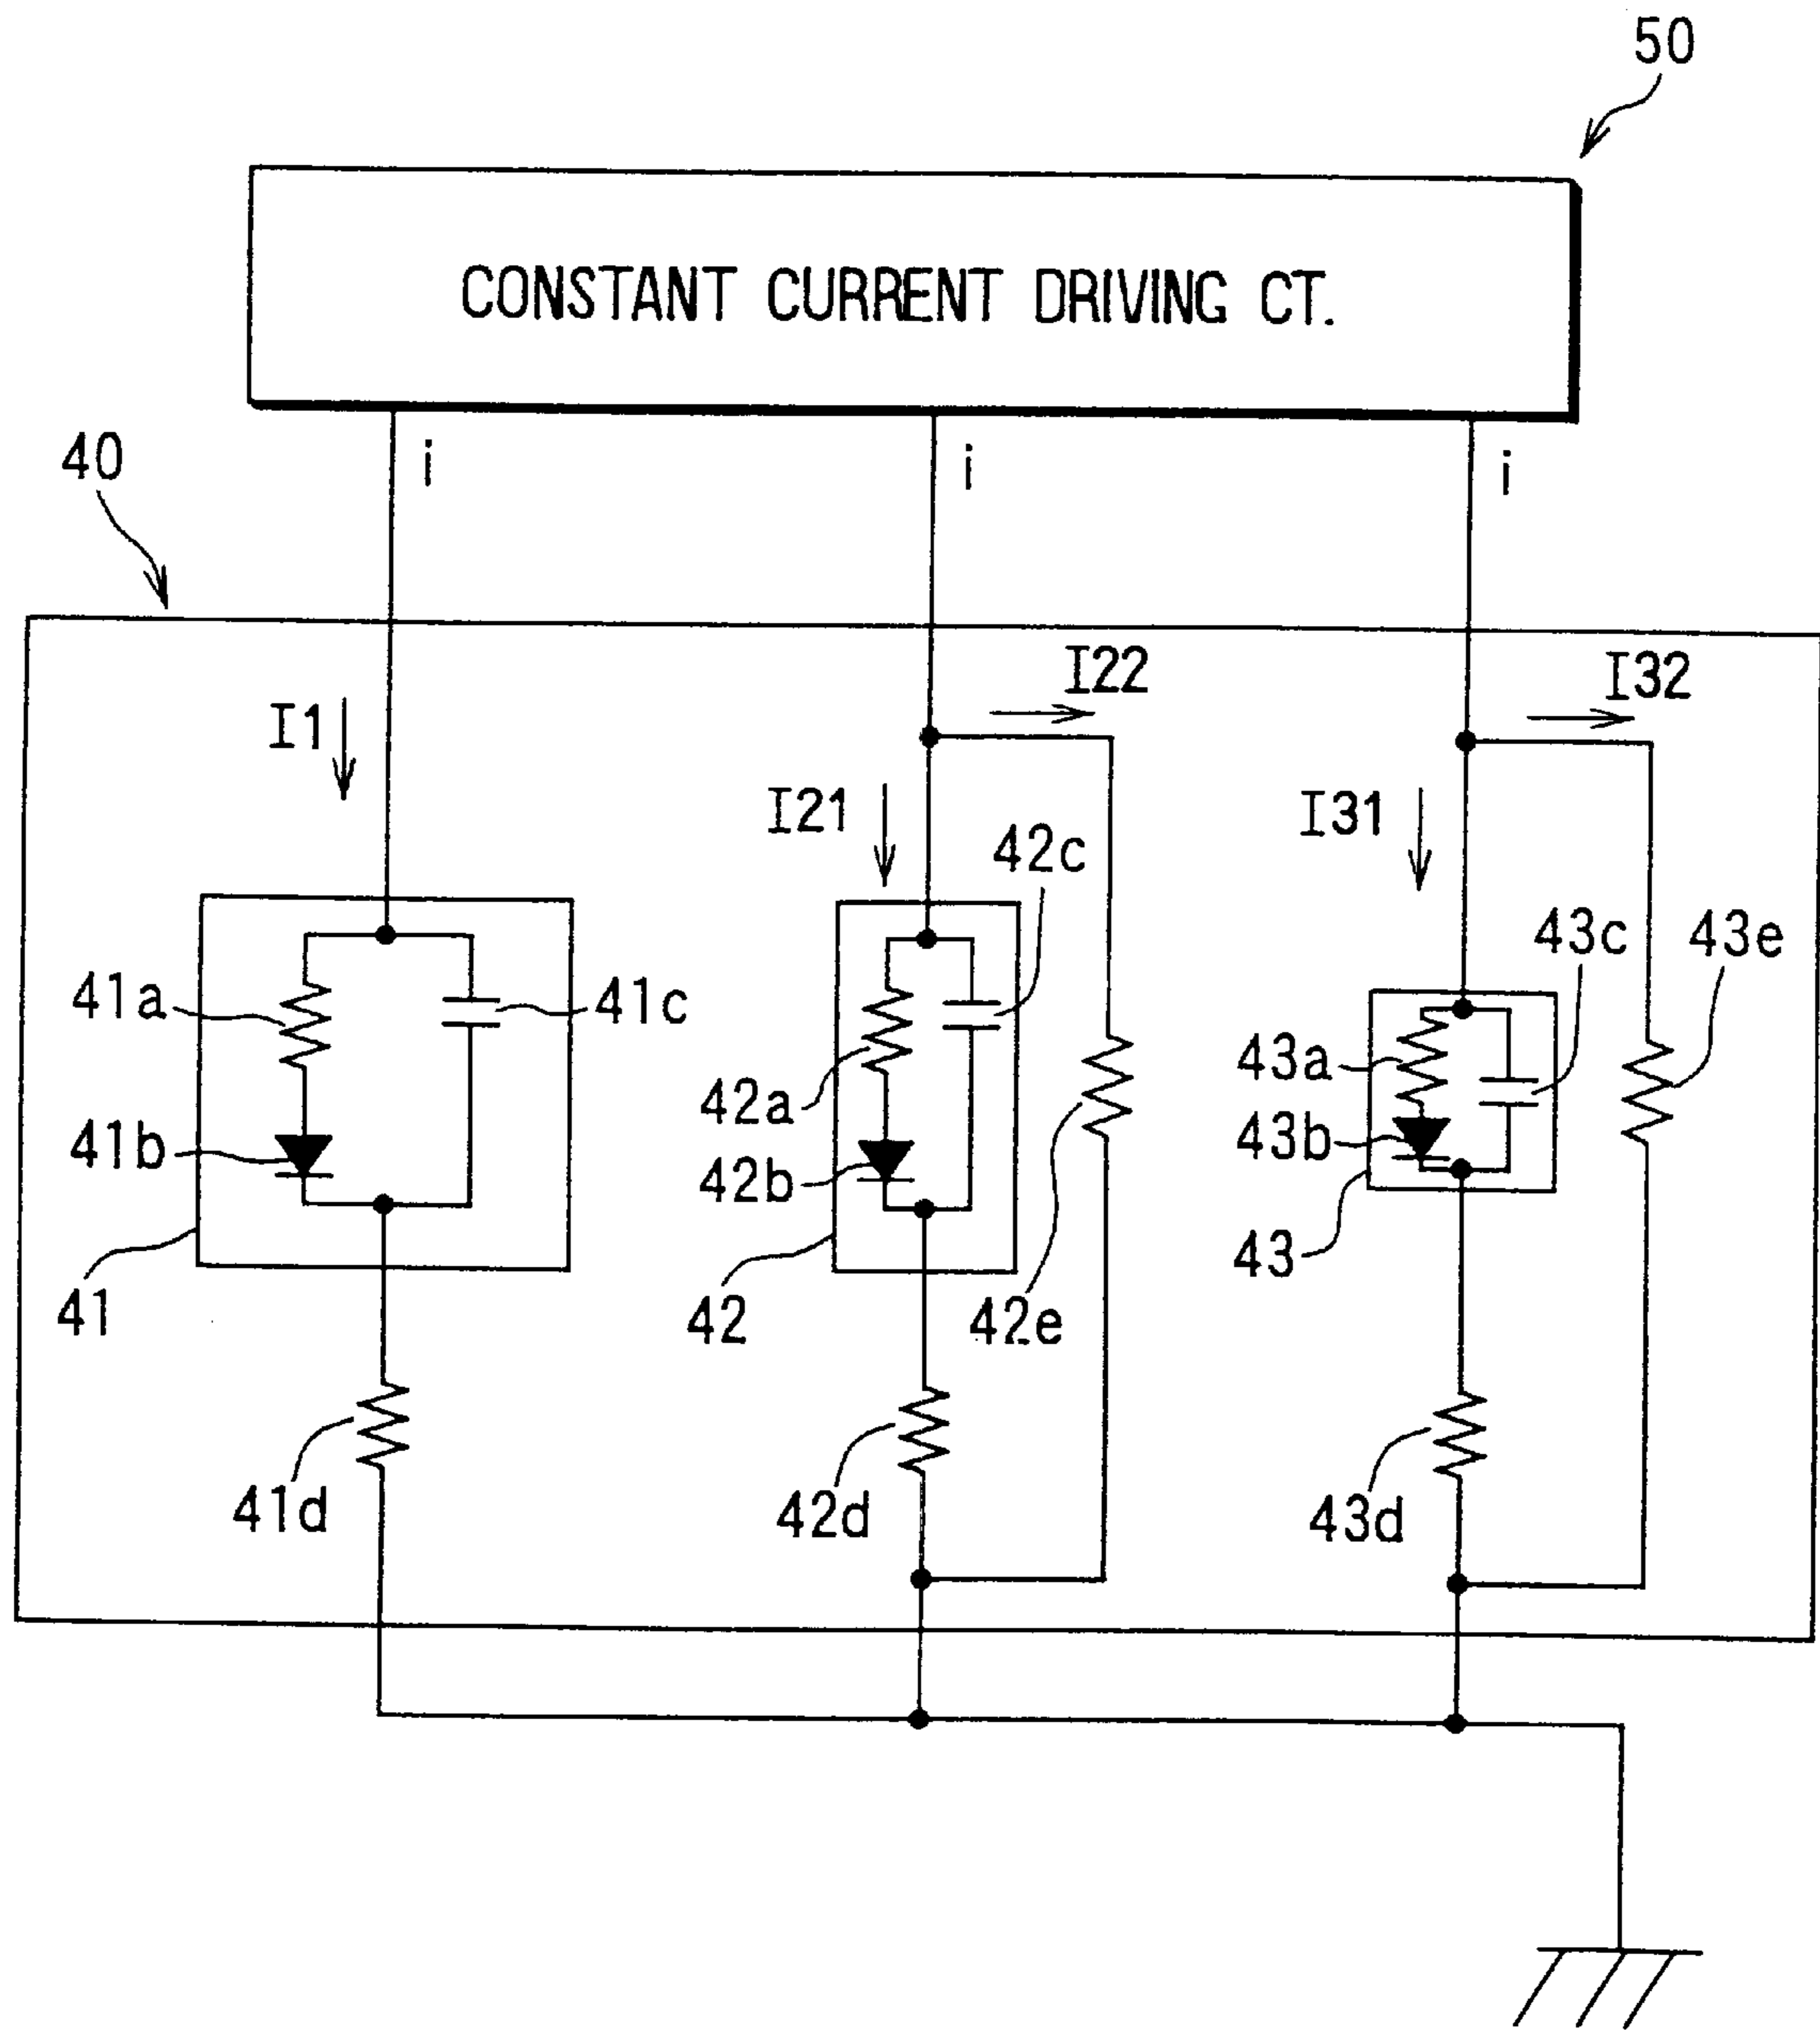 50
CONSTANT CURRENT DRIVING CT.
i i i
40
I22 I32
I1
I21 I31
42c
43c 43e
41a 41c
43a
42a
41b 42b 43b
43
41 42 42e
41d 42d 43d